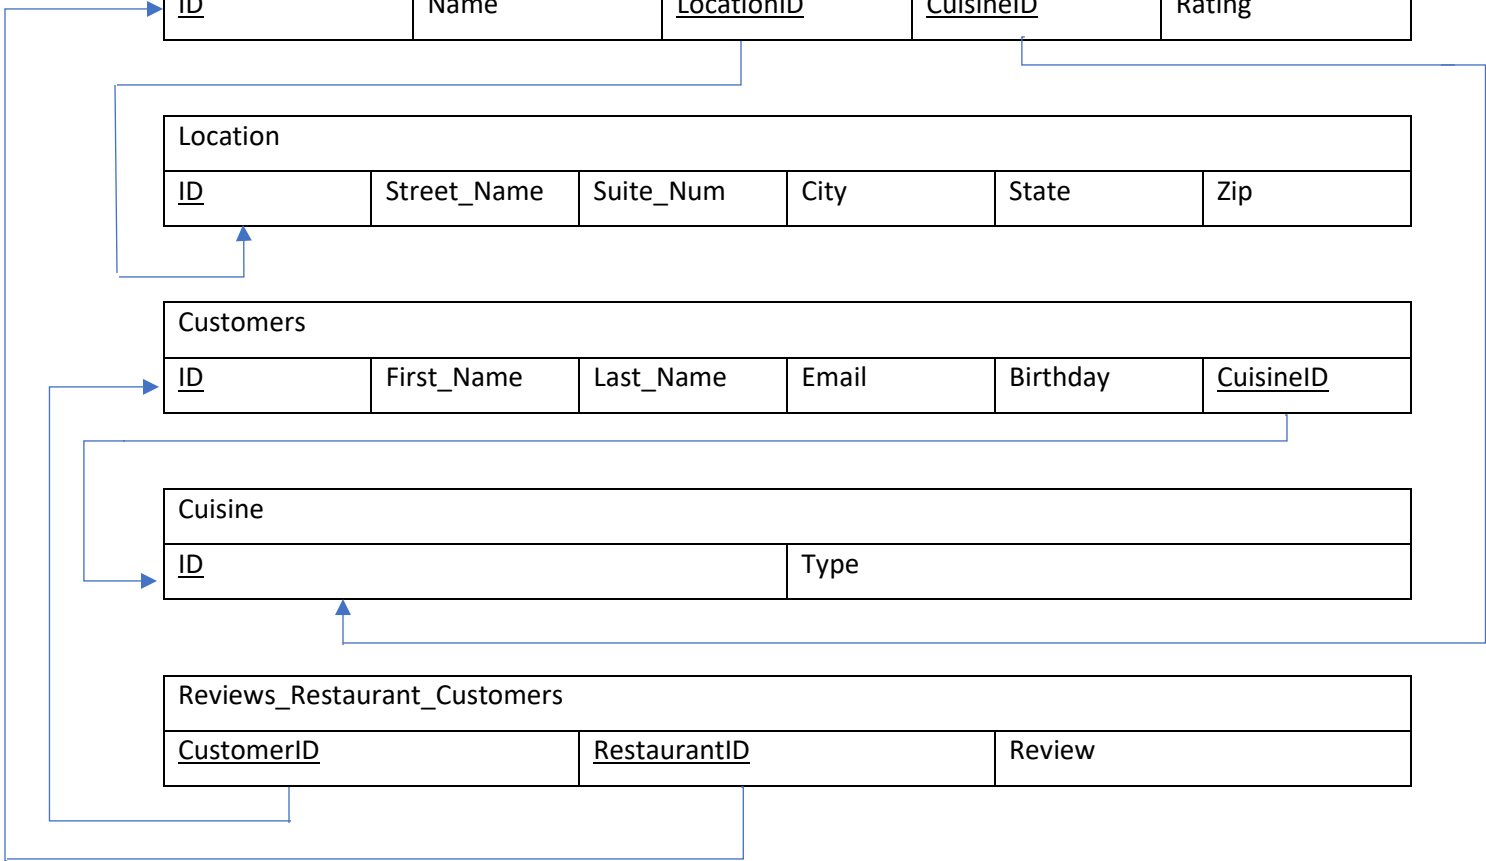 ID Name LocationID CuisineID Rating
Location
ID Street_Name Suite_Num City State Zip
Customers
ID First_Name Last_Name Email Birthday CuisineID
Cuisine
ID Type
Reviews_Restaurant_Customers
CustomerID RestaurantID Review